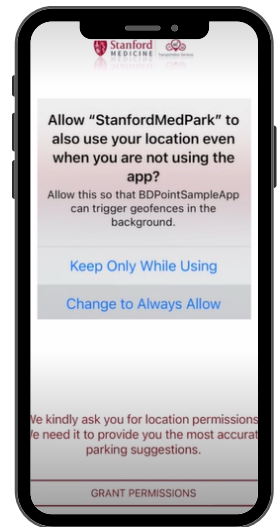 Stanford
MEDICINE
Allow “StanfordMedPark” to
also use your location even
when you are not using the
app?
Allow this so that BDPointSampleApp
can trigger geofences in the
background.
Keep Only While Using
Change to Always Allow
We kindly ask you for location permissions
We need it to provide you the most accurat
parking suggestions.
GRANT PERMISSIONS